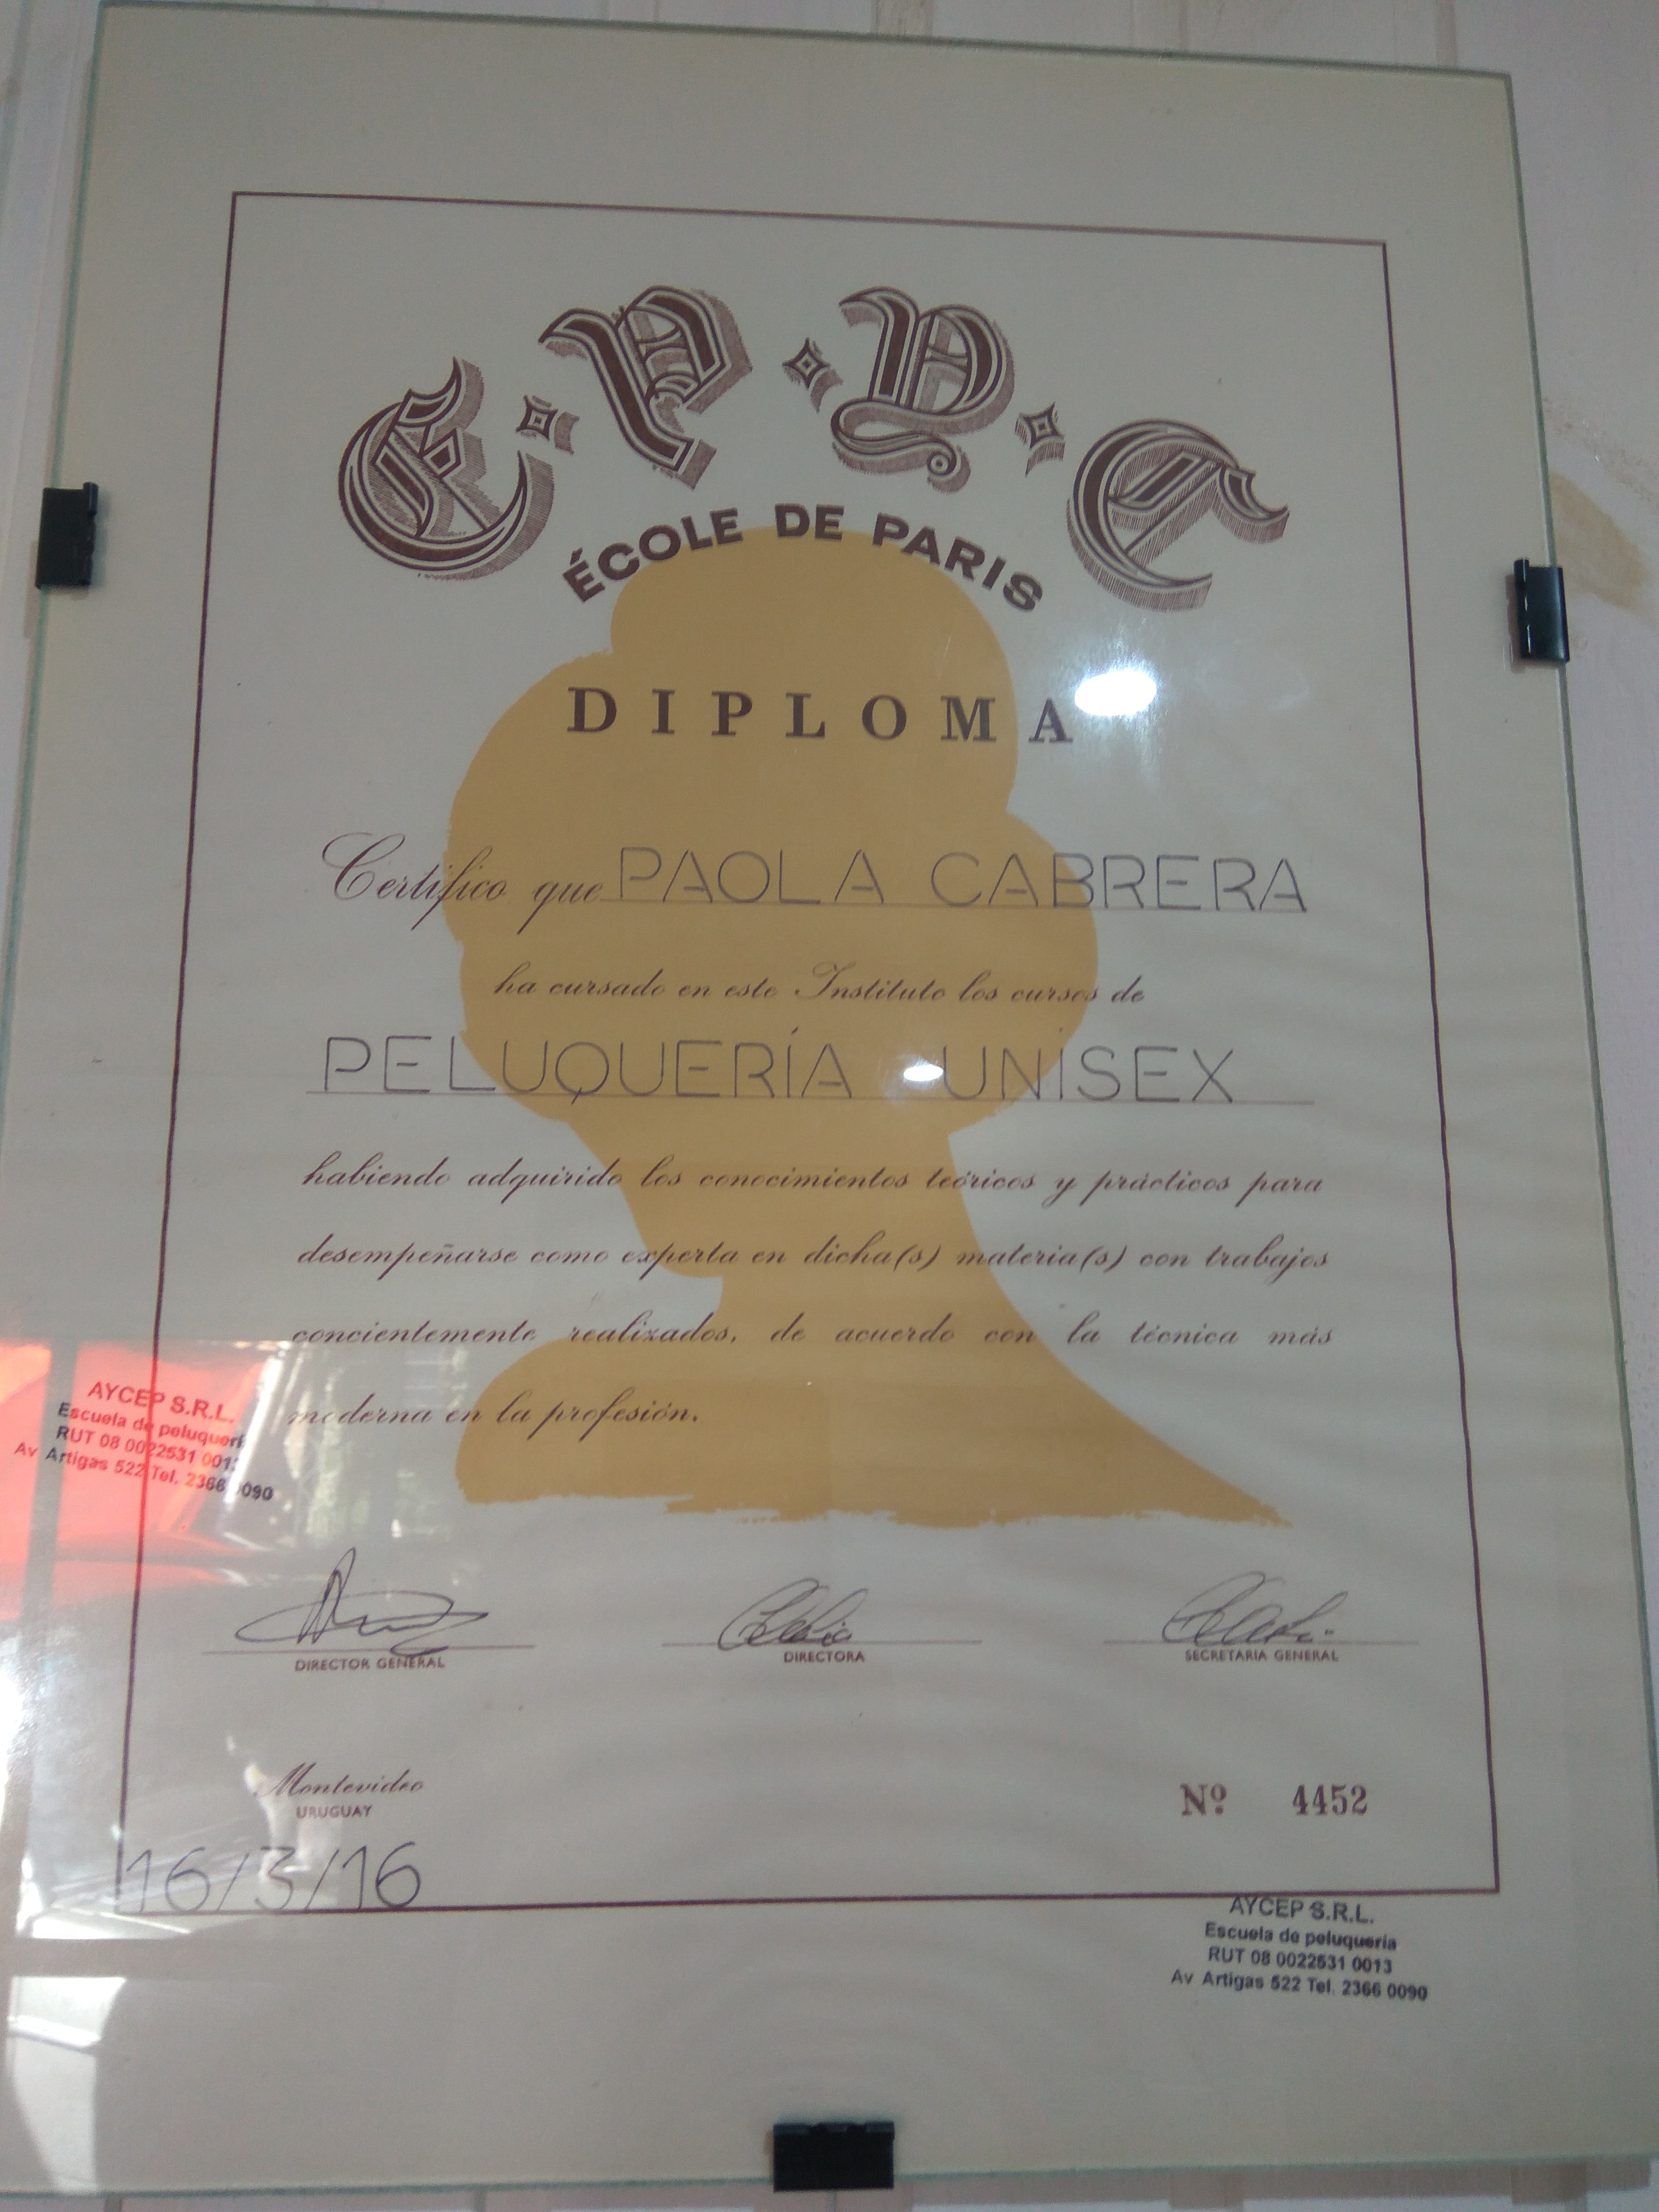 E·P·P·C
ÉCOLE DE PARIS
DIPLOMA
Certifico que PAOLA CABRERA
ha cursado en este Instituto los cursos de
PELUQUERÍA UNISEX
habiendo adquirido los conocimientos teóricos y prácticos para
desempeñarse como experta en dicha(s) materia(s) con trabajos
concientemente realizados, de acuerdo con la técnica más
moderna en la profesión.
AYCEP S.R.L.
Escuela de peluquerí
RUT 08 0022531 001
Av Artigas 522 Tel. 2366 0090
DIRECTOR GENERAL
DIRECTORA
SECRETARIA GENERAL
Montevideo
URUGUAY
Nº 4452
16/3/16
AYCEP S.R.L.
Escuela de peluquería
RUT 08 0022531 0013
Av Artigas 522 Tel. 2366 0090